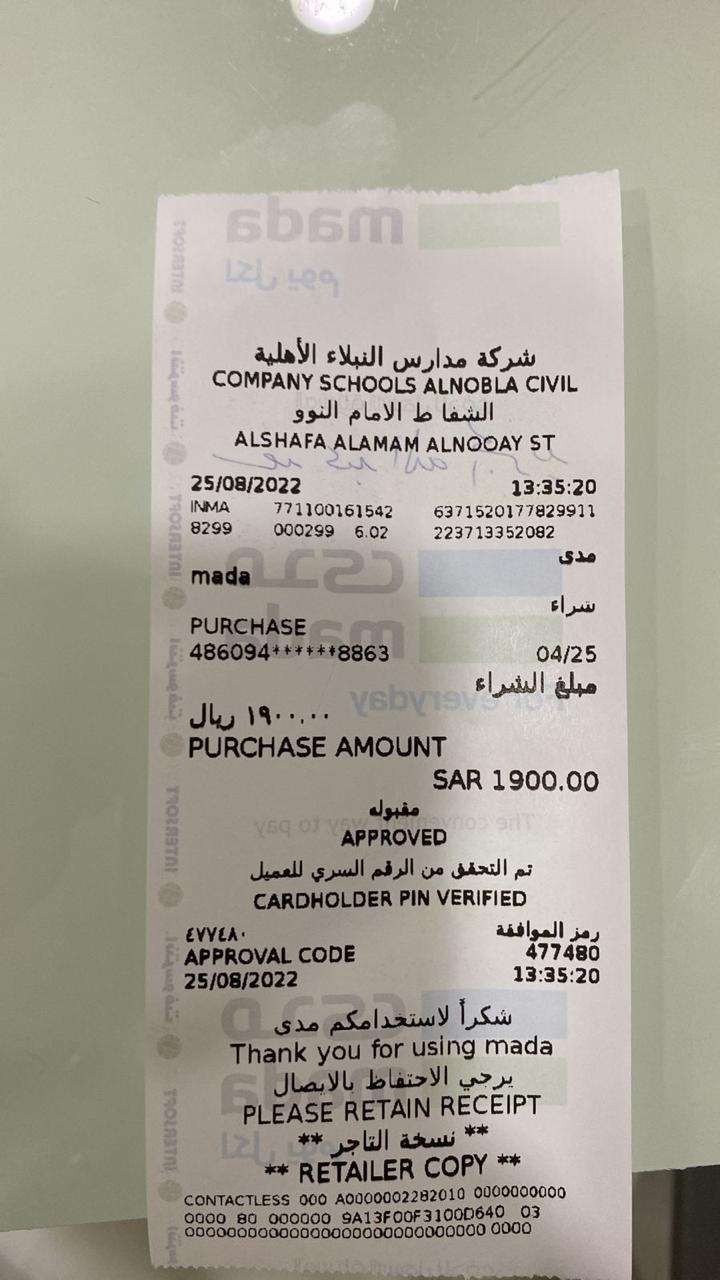 شركة مدارس النبلاء الأهلية
COMPANY SCHOOLS ALNOBLA CIVIL
الشفا ط الامام النوو
ALSHAFA ALAMAM ALNOOAY ST
25/08/2022 13:35:20
INMA 771100161542 6371520177829911
8299 000299 6.02 223713352082
مدى
mada
شراء
PURCHASE
486094******8863 04/25
مبلغ الشراء
١٩٠٠.٠٠ ريال
PURCHASE AMOUNT
SAR 1900.00
مقبوله
APPROVED
تم التحقق من الرقم السري للعميل
CARDHOLDER PIN VERIFIED
رمز الموافقة ٤٧٧٤٨٠
APPROVAL CODE 477480
25/08/2022 13:35:20
شكراً لاستخدامكم مدى
Thank you for using mada
يرجي الاحتفاظ بالايصال
PLEASE RETAIN RECEIPT
** نسخة التاجر **
** RETAILER COPY **
CONTACTLESS 000 A0000002282010 0000000000
0000 80 000000 9A13F00F3100D640 03